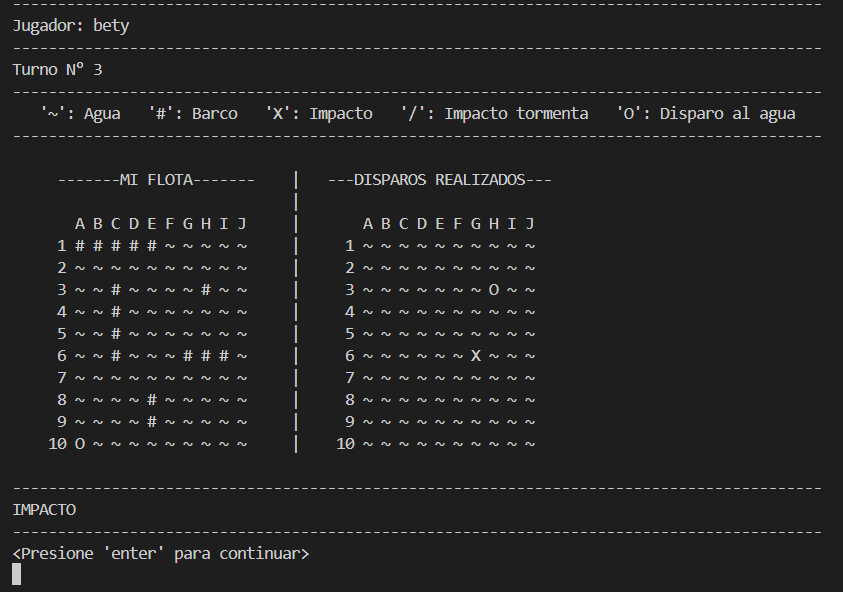 ------------------------------------------------------------------------------------------
Jugador: bety
------------------------------------------------------------------------------------------
Turno Nº 3
------------------------------------------------------------------------------------------
   '~': Agua   '#': Barco   'X': Impacto   '/': Impacto tormenta   'O': Disparo al agua
------------------------------------------------------------------------------------------
     -------MI FLOTA-------    |   ---DISPAROS REALIZADOS---
                               |
       A B C D E F G H I J     |       A B C D E F G H I J
     1 # # # # # ~ ~ ~ ~ ~     |     1 ~ ~ ~ ~ ~ ~ ~ ~ ~ ~
     2 ~ ~ ~ ~ ~ ~ ~ ~ ~ ~     |     2 ~ ~ ~ ~ ~ ~ ~ ~ ~ ~
     3 ~ ~ # ~ ~ ~ ~ # ~ ~     |     3 ~ ~ ~ ~ ~ ~ ~ O ~ ~
     4 ~ ~ # ~ ~ ~ ~ ~ ~ ~     |     4 ~ ~ ~ ~ ~ ~ ~ ~ ~ ~
     5 ~ ~ # ~ ~ ~ ~ ~ ~ ~     |     5 ~ ~ ~ ~ ~ ~ ~ ~ ~ ~
     6 ~ ~ # ~ ~ ~ # # # ~     |     6 ~ ~ ~ ~ ~ ~ X ~ ~ ~
     7 ~ ~ ~ ~ ~ ~ ~ ~ ~ ~     |     7 ~ ~ ~ ~ ~ ~ ~ ~ ~ ~
     8 ~ ~ ~ ~ # ~ ~ ~ ~ ~     |     8 ~ ~ ~ ~ ~ ~ ~ ~ ~ ~
     9 ~ ~ ~ ~ # ~ ~ ~ ~ ~     |     9 ~ ~ ~ ~ ~ ~ ~ ~ ~ ~
    10 O ~ ~ ~ ~ ~ ~ ~ ~ ~     |    10 ~ ~ ~ ~ ~ ~ ~ ~ ~ ~
------------------------------------------------------------------------------------------
IMPACTO
------------------------------------------------------------------------------------------
<Presione 'enter' para continuar>